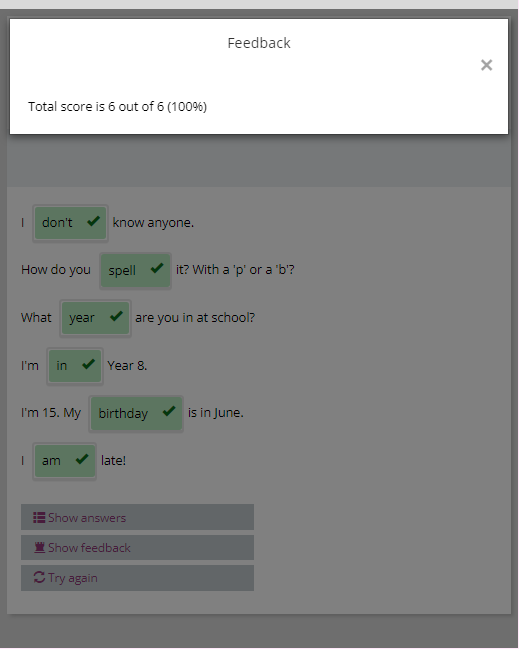 Feedback
×
Total score is 6 out of 6 (100%)
I don't ✔ know anyone.
How do you spell ✔ it? With a 'p' or a 'b'?
What year ✔ are you in at school?
I'm in ✔ Year 8.
I'm 15. My birthday ✔ is in June.
I am ✔ late!
Show answers
Show feedback
Try again